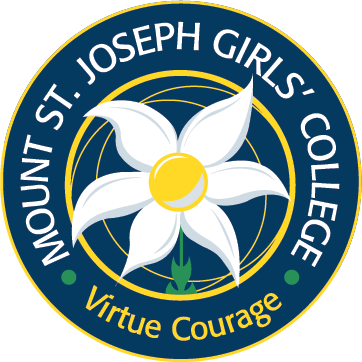 MOUNT ST. JOSEPH GIRLS' COLLEGE
Virtue Courage